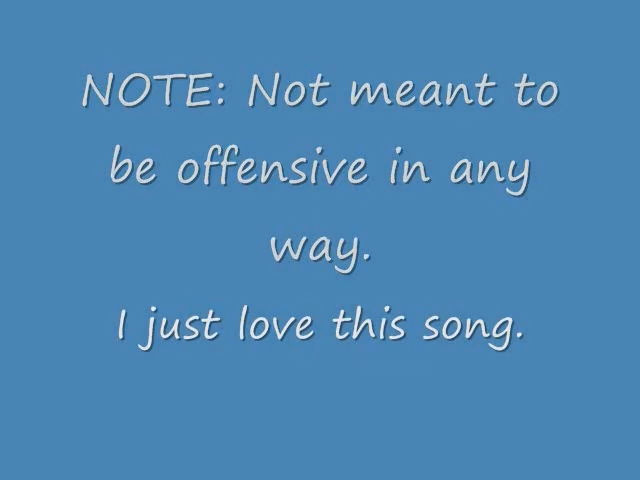 NOTE: Not meant to
be offensive in any
way.
I just love this song.